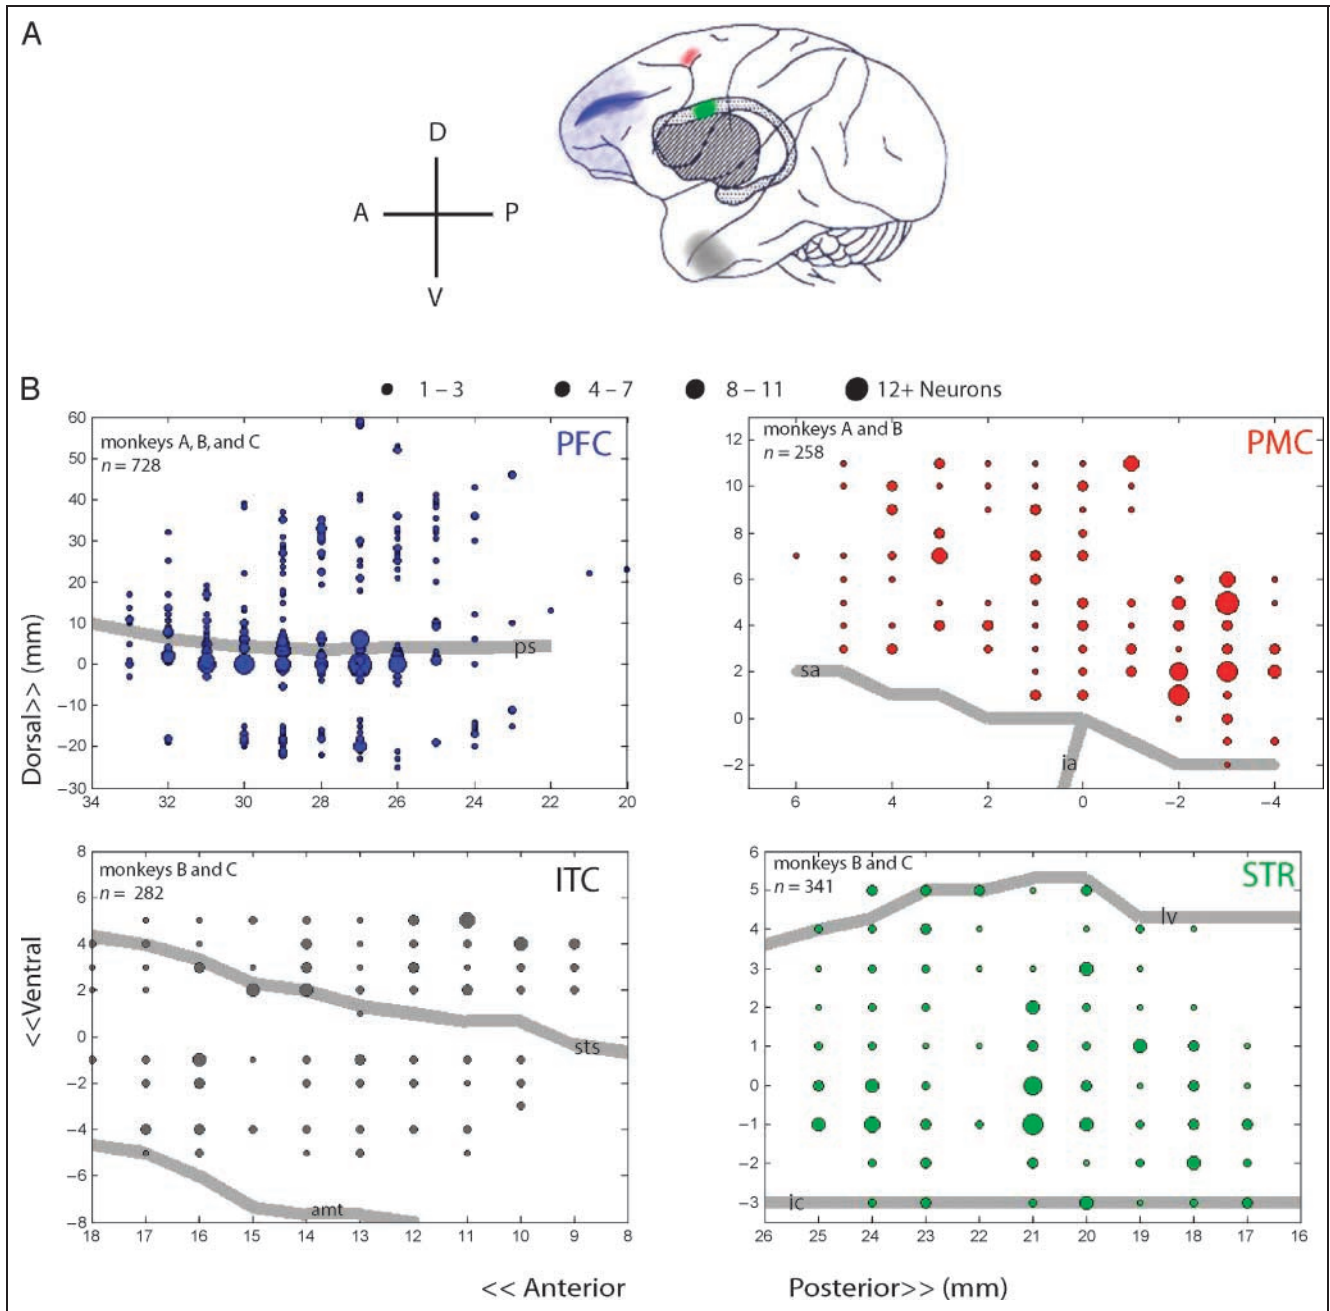 A
D
A P
V
B
1 – 3 4 – 7 8 – 11 12+ Neurons
monkeys A, B, and C
n = 728
PFC
60
50
40
30
20
10
0
−10
−20
−30
34 32 30 28 26 24 22 20
ps
Dorsal>> (mm)
monkeys A and B
n = 258
PMC
12
10
8
6
4
2
0
−2
6 4 2 0 −2 −4
sa
ia
monkeys B and C
n = 282
ITC
8
6
4
2
0
−2
−4
−6
−8
18 17 16 15 14 13 12 11 10 9 8
sts
amt
<<Ventral
monkeys B and C
n = 341
STR
6
5
4
3
2
1
0
−1
−2
−3
26 25 24 23 22 21 20 19 18 17 16
lv
ic
<< Anterior Posterior>> (mm)